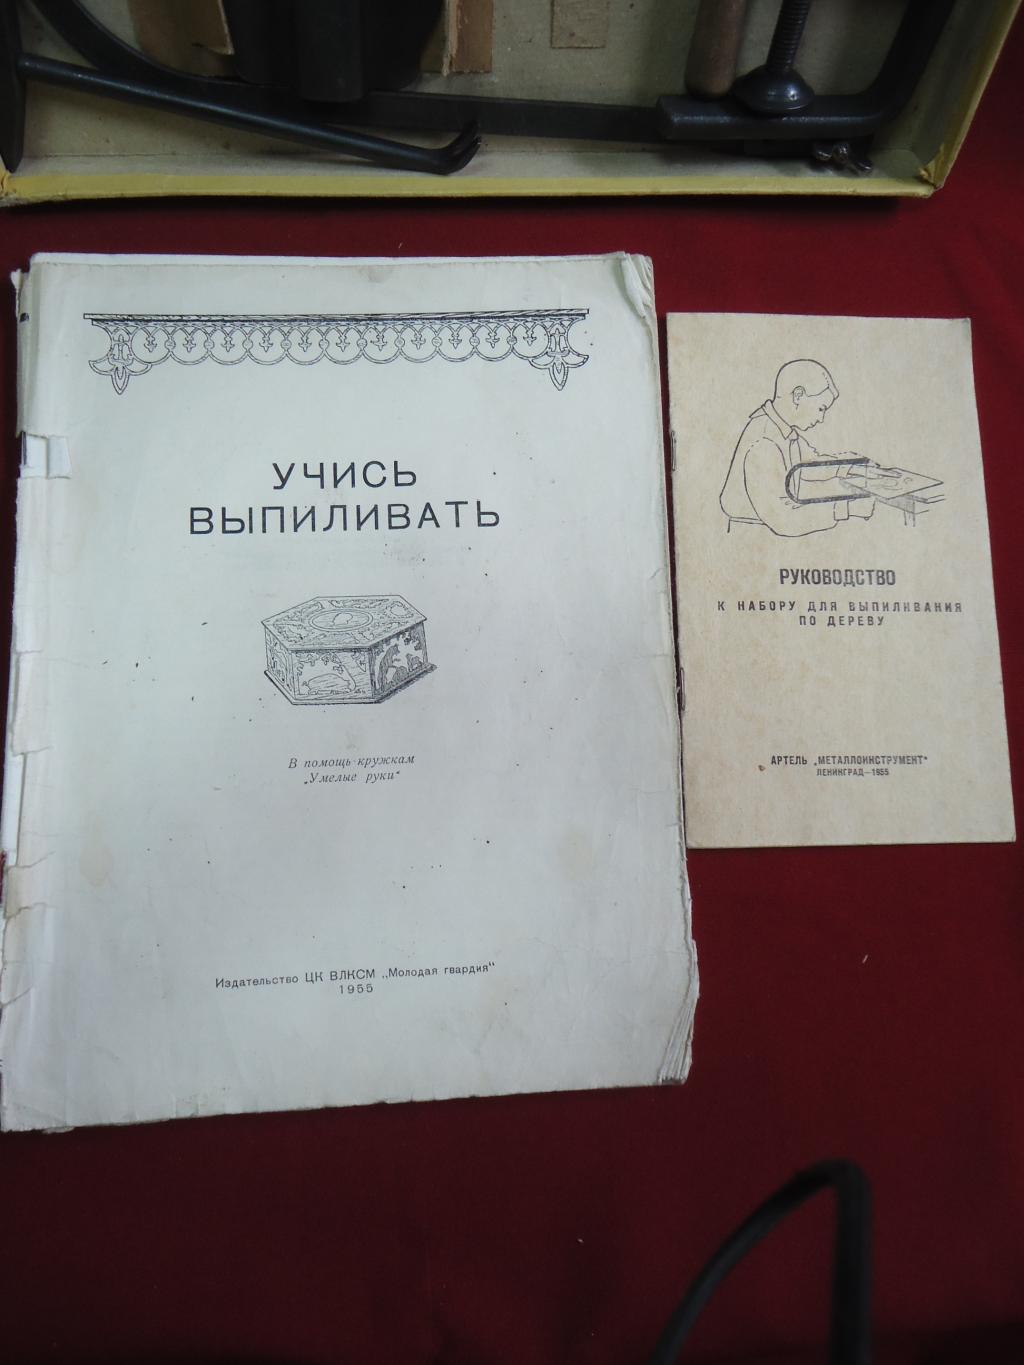 УЧИСЬ
ВЫПИЛИВАТЬ
В помощь кружкам
„Умелые руки"
Издательство ЦК ВЛКСМ „Молодая гвардия"
1955
РУКОВОДСТВО
К НАБОРУ ДЛЯ ВЫПИЛИВАНИЯ
ПО ДЕРЕВУ
АРТЕЛЬ „МЕТАЛЛОИНСТРУМЕНТ"
ЛЕНИНГРАД—1955